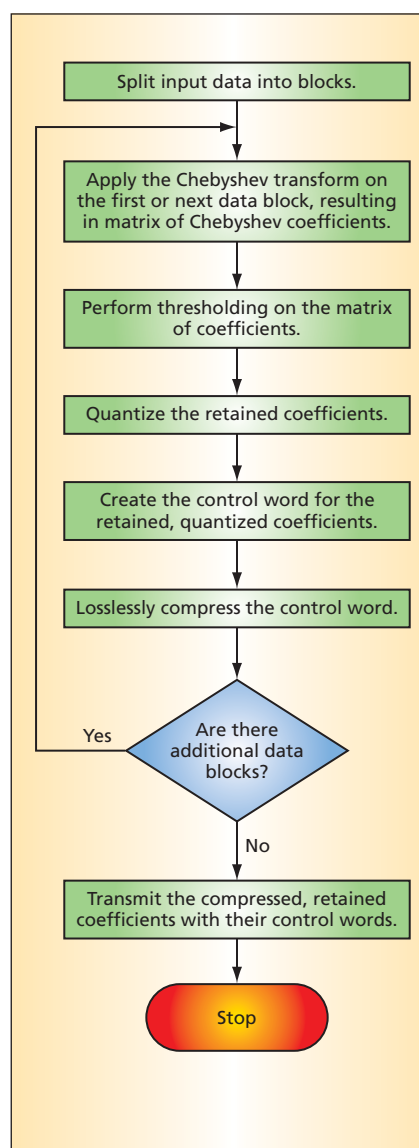 Split input data into blocks.
Apply the Chebyshev transform on
the first or next data block, resulting
in matrix of Chebyshev coefficients.
Perform thresholding on the matrix
of coefficients.
Quantize the retained coefficients.
Create the control word for the
retained, quantized coefficients.
Losslessly compress the control word.
Are there
additional data
blocks?
Yes
No
Transmit the compressed, retained
coefficients with their control words.
Stop